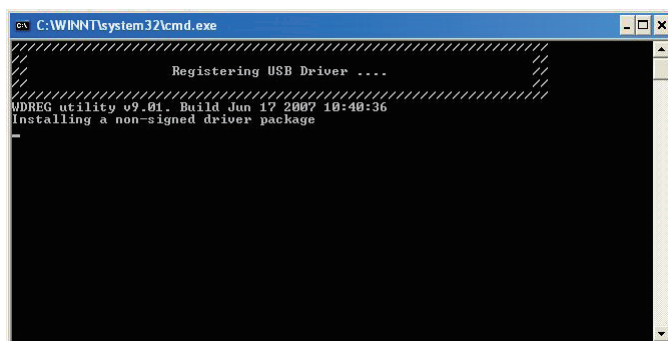 C:\WINNT\system32\cmd.exe
///////////////////////////////////////////////////////////////
// //
// Registering USB Driver .... //
// //
///////////////////////////////////////////////////////////////
WDREG utility v9.01. Build Jun 17 2007 10:40:36
Installing a non-signed driver package